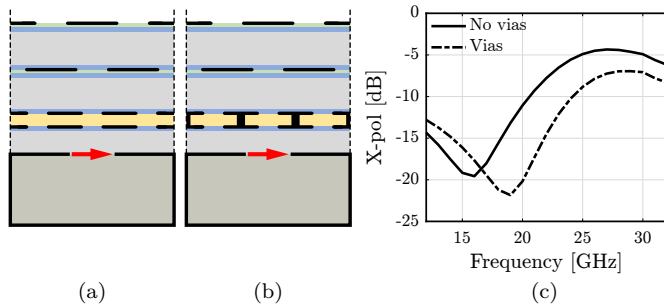 0
-5
-10
-15
-20
-25
X-pol [dB]
No vias
Vias
15 20 25 30
Frequency [GHz]
(a) (b) (c)